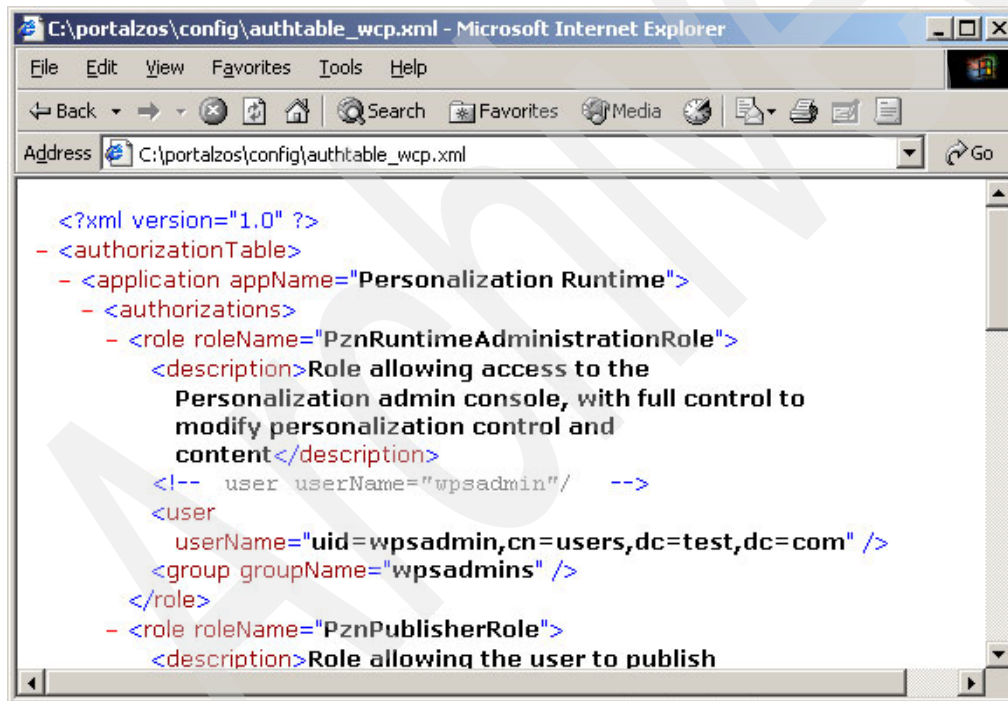 C:\portalzos\config\authtable_wcp.xml - Microsoft Internet Explorer
File Edit View Favorites Tools Help
Back Search Favorites Media
Address C:\portalzos\config\authtable_wcp.xml Go
<?xml version="1.0" ?>
- <authorizationTable>
- <application appName="Personalization Runtime">
- <authorizations>
- <role roleName="PznRuntimeAdministrationRole">
<description>Role allowing access to the
Personalization admin console, with full control to
modify personalization control and
content</description>
<!-- user userName="wpsadmin"/ -->
<user
userName="uid=wpsadmin,cn=users,dc=test,dc=com" />
<group groupName="wpsadmins" />
</role>
- <role roleName="PznPublisherRole">
<description>Role allowing the user to publish